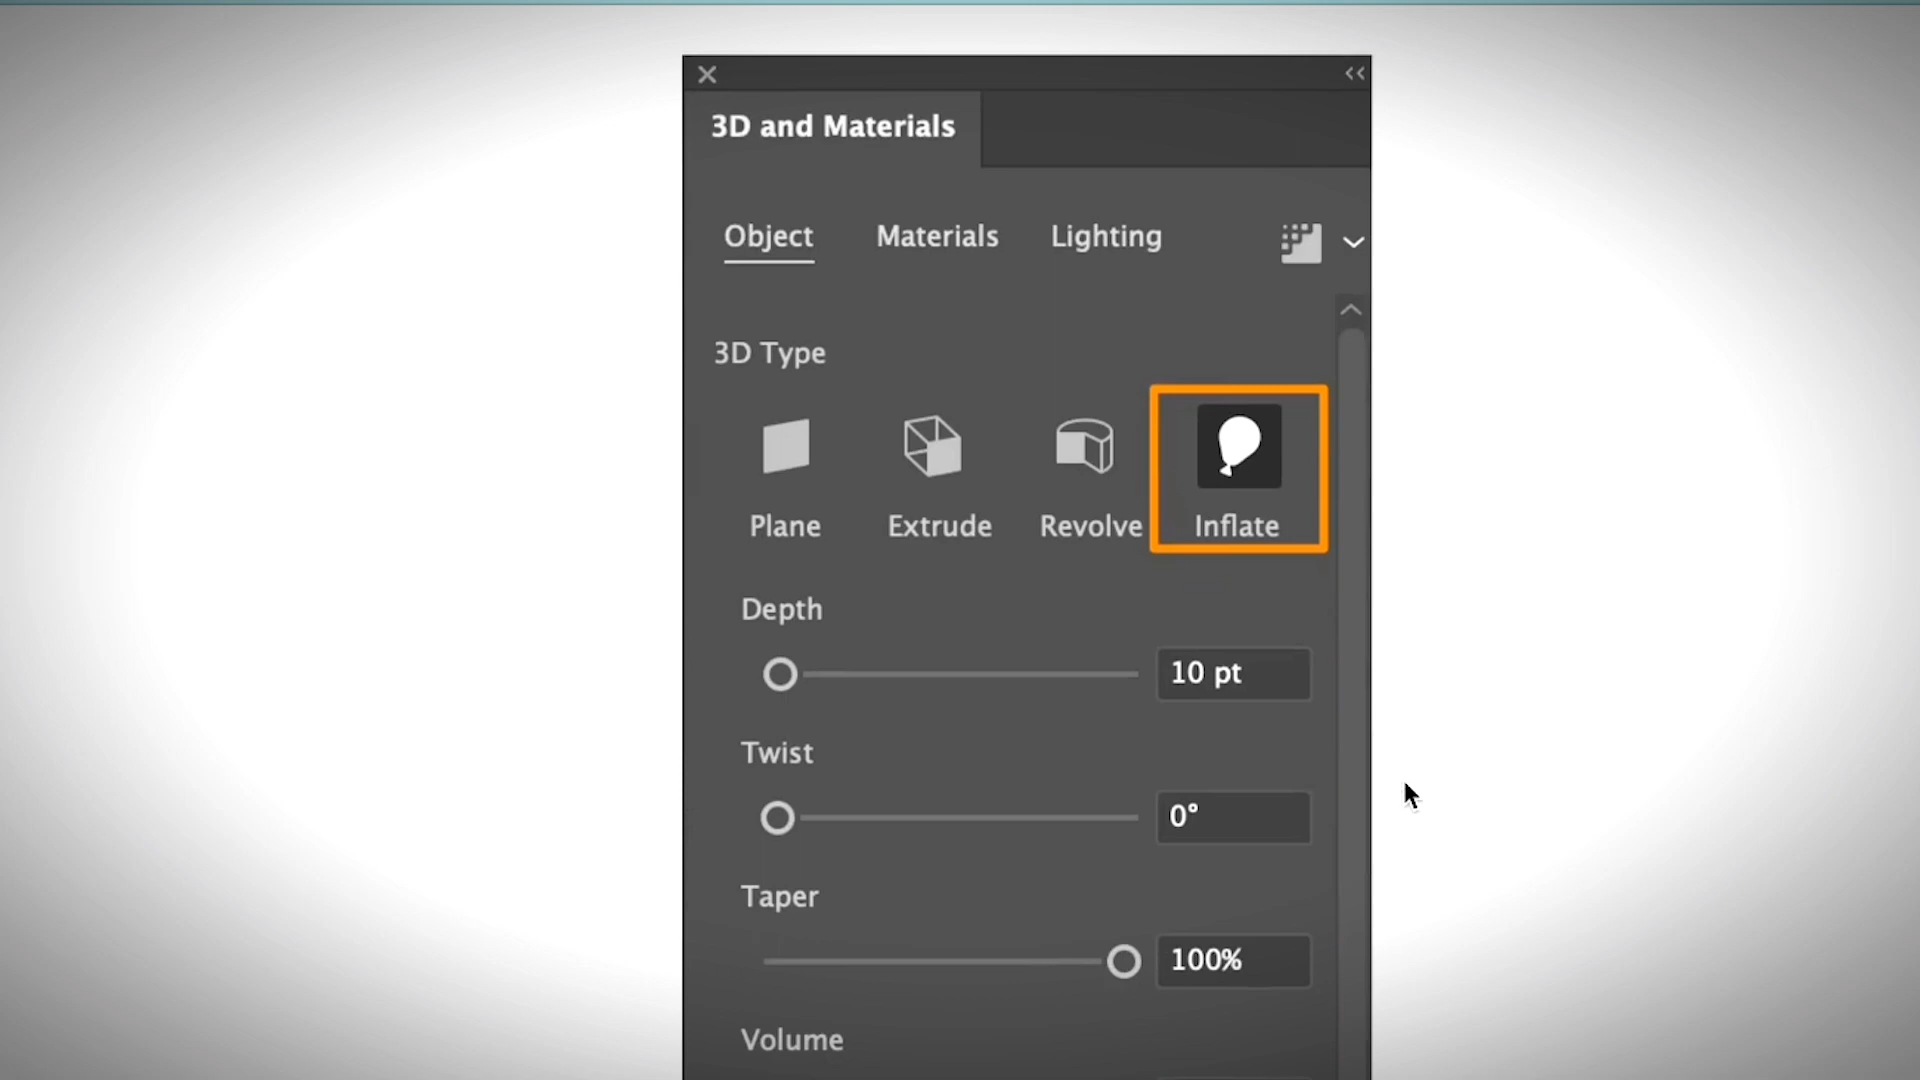 3D and Materials
Object Materials Lighting
3D Type
Plane Extrude Revolve Inflate
Depth
10 pt
Twist
0°
Taper
100%
Volume